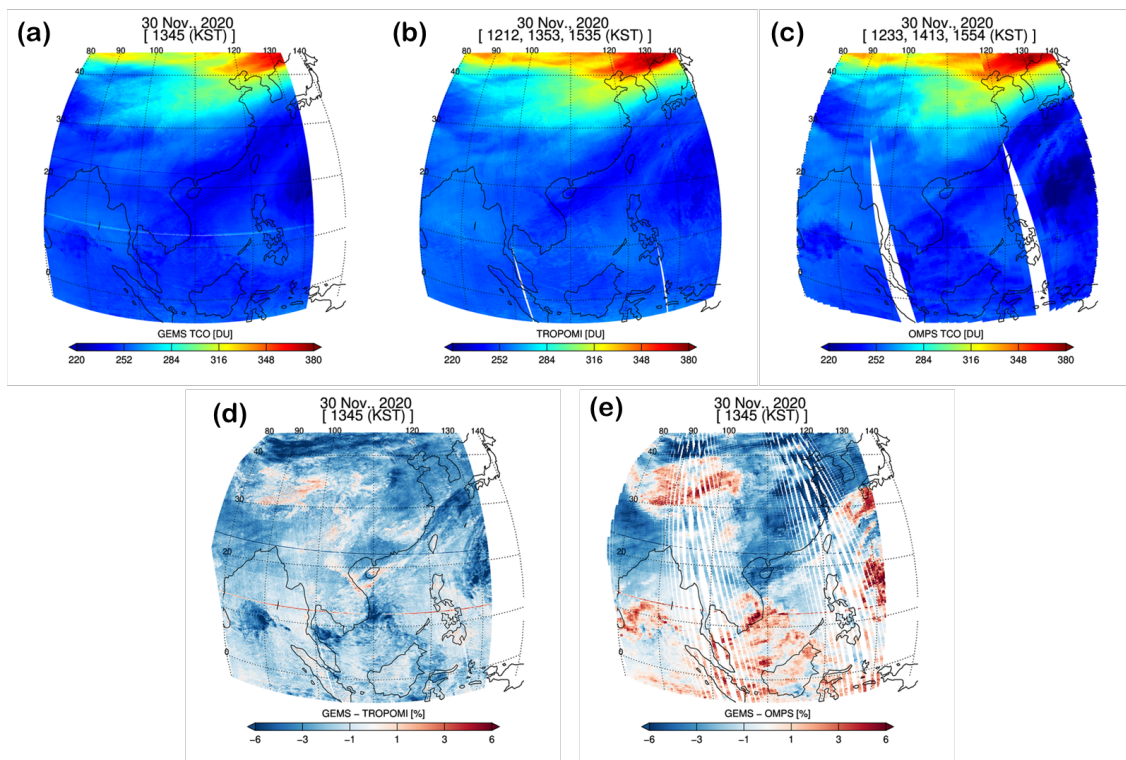 (a)
30 Nov., 2020
[ 1345 (KST) ]
80 90 100 110 120 130 140
40
30
20
10
0
GEMS TCO [DU]
220 252 284 316 348 380
(b)
30 Nov., 2020
[ 1212, 1353, 1535 (KST) ]
80 90 100 110 120 130 140
40
30
20
10
0
TROPOMI [DU]
220 252 284 316 348 380
(c)
30 Nov., 2020
[ 1233, 1413, 1554 (KST) ]
80 90 100 110 120 130 140
40
30
20
10
0
OMPS TCO [DU]
220 252 284 316 348 380
(d)
30 Nov., 2020
[ 1345 (KST) ]
80 90 100 110 120 130 140
40
30
20
10
0
GEMS − TROPOMI [%]
−6 −3 −1 1 3 6
(e)
30 Nov., 2020
[ 1345 (KST) ]
80 90 100 110 120 130 140
40
30
20
10
0
GEMS − OMPS [%]
−6 −3 −1 1 3 6